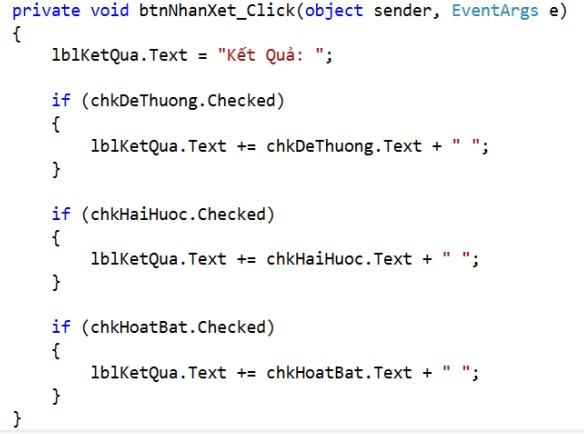 private void btnNhanXet_Click(object sender, EventArgs e)
{
    lblKetQua.Text = "Kết Quả: ";

    if (chkDeThuong.Checked)
    {
        lblKetQua.Text += chkDeThuong.Text + " ";
    }

    if (chkHaiHuoc.Checked)
    {
        lblKetQua.Text += chkHaiHuoc.Text + " ";
    }

    if (chkHoatBat.Checked)
    {
        lblKetQua.Text += chkHoatBat.Text + " ";
    }
}